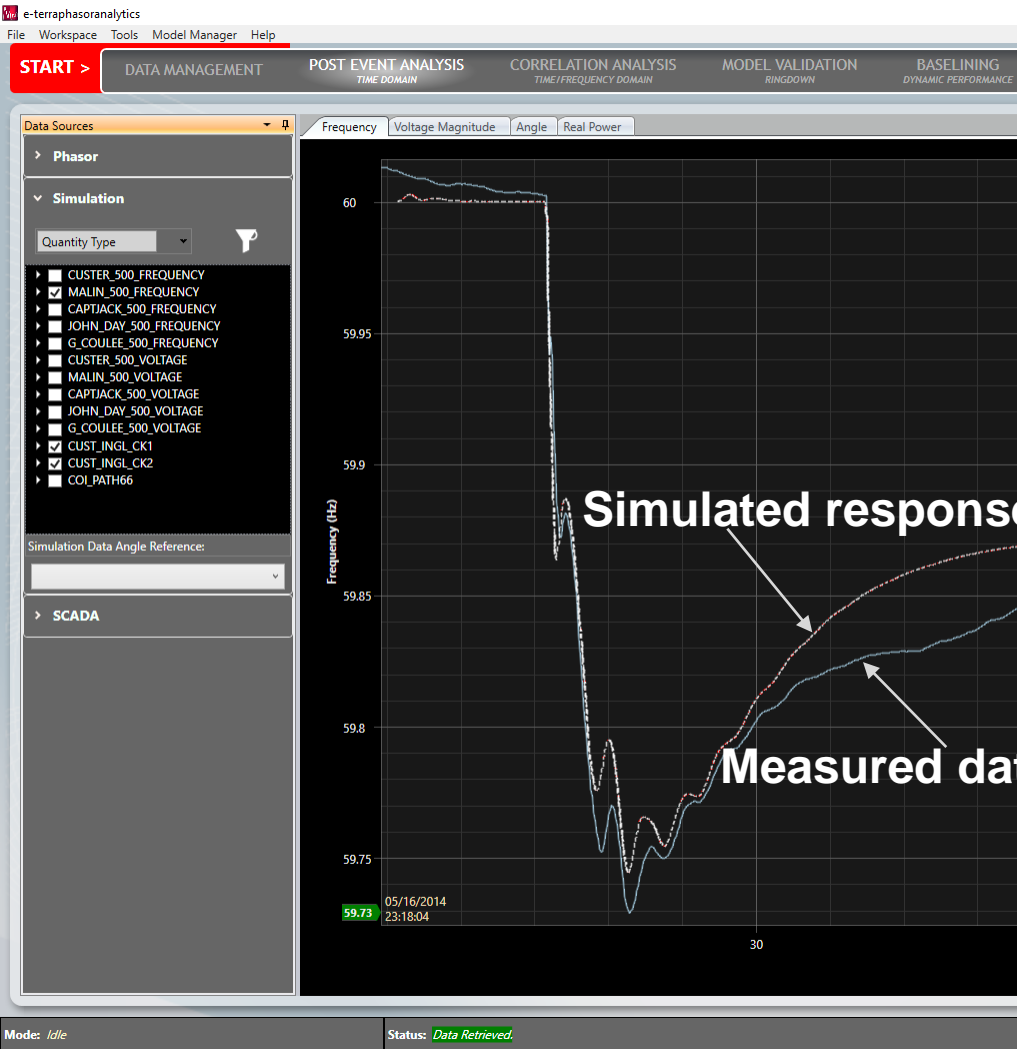 e-terraphasoranalytics
File Workspace Tools Model Manager Help
START > DATA MANAGEMENT POST EVENT ANALYSIS CORRELATION ANALYSIS MODEL VALIDATION BASELINING
TIME DOMAIN TIME/FREQUENCY DOMAIN RINGDOWN DYNAMIC PERFORMANCE
Data Sources
Phasor
Simulation
Quantity Type
CUSTER_500_FREQUENCY
MALIN_500_FREQUENCY
CAPTJACK_500_FREQUENCY
JOHN_DAY_500_FREQUENCY
G_COULEE_500_FREQUENCY
CUSTER_500_VOLTAGE
MALIN_500_VOLTAGE
CAPTJACK_500_VOLTAGE
JOHN_DAY_500_VOLTAGE
G_COULEE_500_VOLTAGE
CUST_INGL_CK1
CUST_INGL_CK2
COI_PATH66
Simulation Data Angle Reference:
SCADA
Frequency Voltage Magnitude Angle Real Power
60
59.95
59.9
59.85
59.8
59.75
59.73
Frequency (Hz)
Simulated respons
Measured da
05/16/2014
23:18:04
30
Mode: Idle
Status: Data Retrieved.